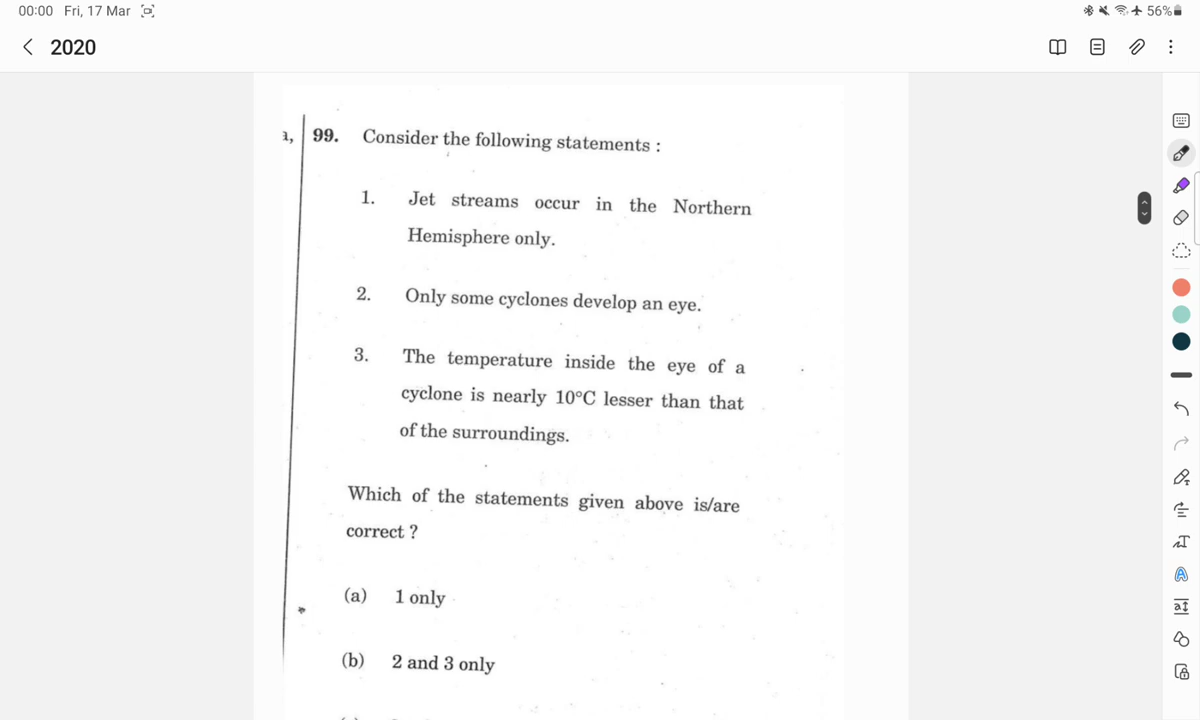 00:00 Fri, 17 Mar
56%
2020
a,
99. Consider the following statements :
1. Jet streams occur in the Northern
Hemisphere only.
2. Only some cyclones develop an eye.
3. The temperature inside the eye of a
cyclone is nearly 10°C lesser than that
of the surroundings.
Which of the statements given above is/are
correct ?
(a) 1 only
(b) 2 and 3 only